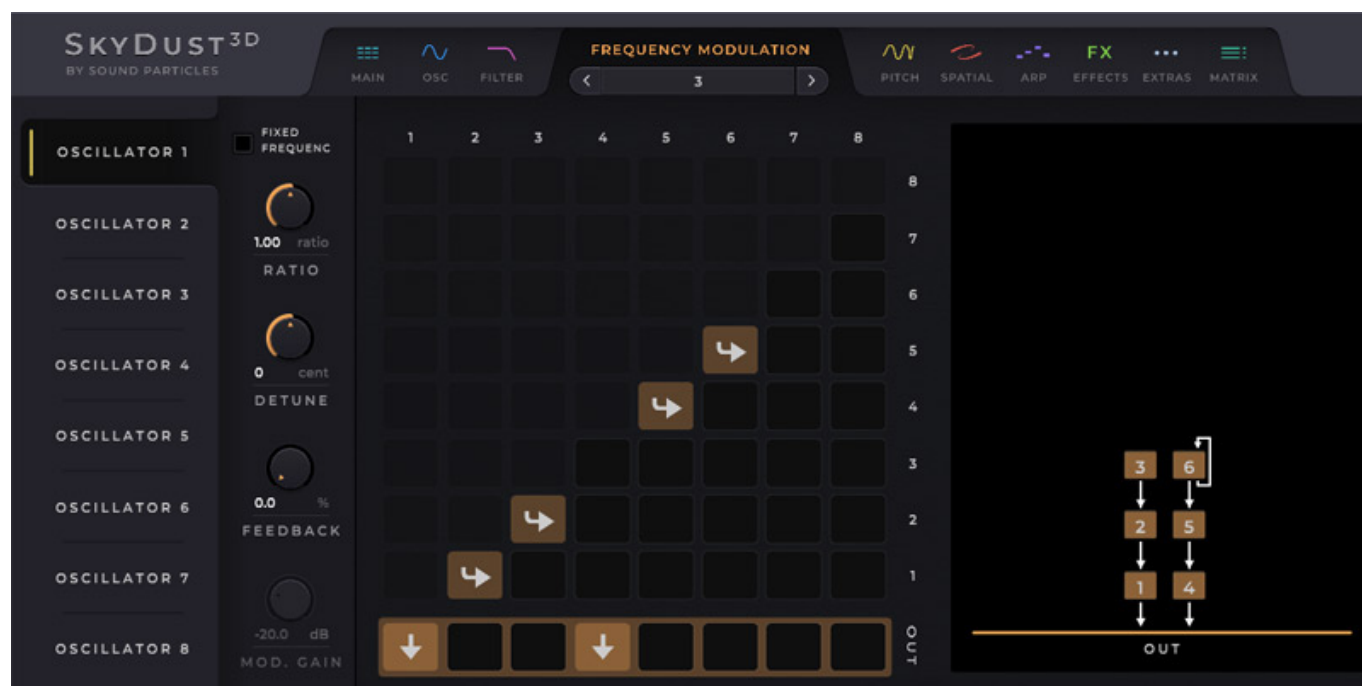 SKYDUST3D
BY SOUND PARTICLES
MAIN
OSC
FILTER
FREQUENCY MODULATION
< 3 >
PITCH
SPATIAL
ARP
FX
EFFECTS
EXTRAS
MATRIX
OSCILLATOR 1
OSCILLATOR 2
OSCILLATOR 3
OSCILLATOR 4
OSCILLATOR 5
OSCILLATOR 6
OSCILLATOR 7
OSCILLATOR 8
FIXED
FREQUENC
1.00 ratio
RATIO
0 cent
DETUNE
0.0 %
FEEDBACK
-20.0 dB
MOD. GAIN
1 2 3 4 5 6 7 8
8
7
6
5
4
3
2
1
OUT
3 6
2 5
1 4
OUT